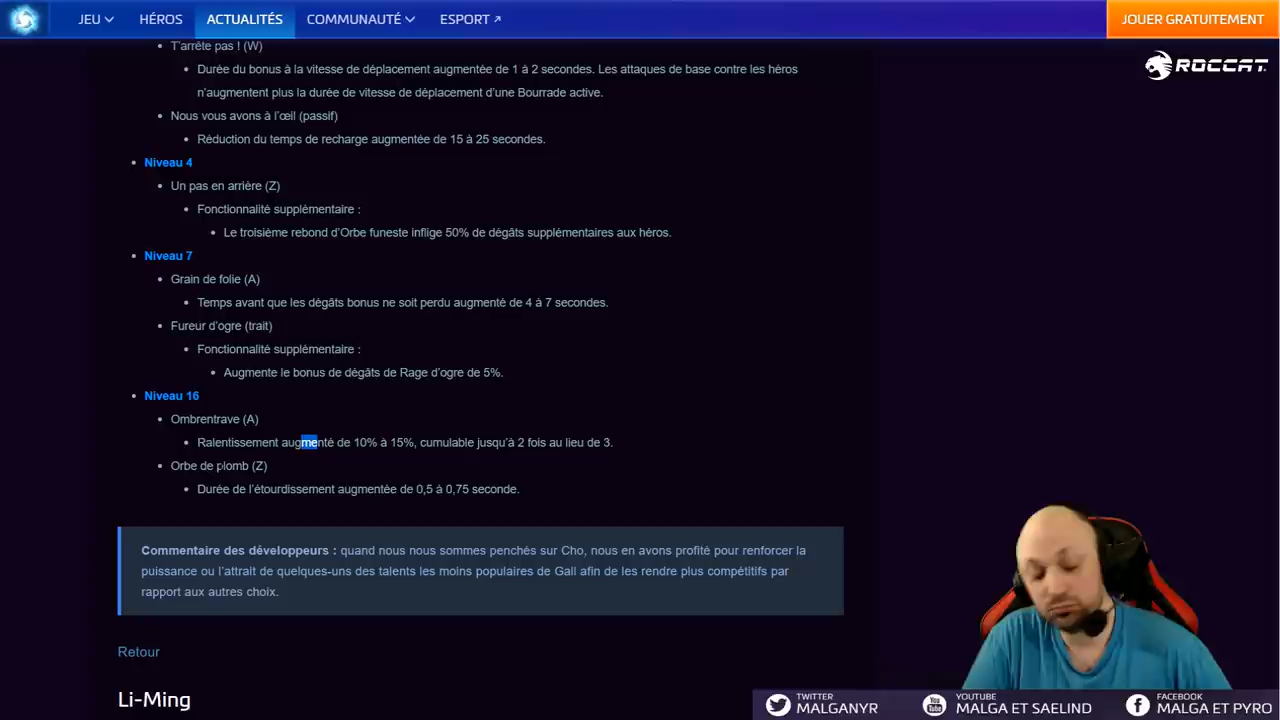 JEU HÉROS ACTUALITÉS COMMUNAUTÉ ESPORT JOUER GRATUITEMENT
ROCCAT
T'arrête pas ! (W)
Durée du bonus à la vitesse de déplacement augmentée de 1 à 2 secondes. Les attaques de base contre les héros
n'augmentent plus la durée de vitesse de déplacement d'une Bourrade active.
Nous vous avons à l'œil (passif)
Réduction du temps de recharge augmentée de 15 à 25 secondes.
Niveau 4
Un pas en arrière (Z)
Fonctionnalité supplémentaire :
Le troisième rebond d'Orbe funeste inflige 50% de dégâts supplémentaires aux héros.
Niveau 7
Grain de folie (A)
Temps avant que les dégâts bonus ne soit perdu augmenté de 4 à 7 secondes.
Fureur d'ogre (trait)
Fonctionnalité supplémentaire :
Augmente le bonus de dégâts de Rage d'ogre de 5%.
Niveau 16
Ombrentrave (A)
Ralentissement augmenté de 10% à 15%, cumulable jusqu'à 2 fois au lieu de 3.
Orbe de plomb (Z)
Durée de l'étourdissement augmentée de 0,5 à 0,75 seconde.
Commentaire des développeurs : quand nous nous sommes penchés sur Cho, nous en avons profité pour renforcer la
puissance ou l'attrait de quelques-uns des talents les moins populaires de Gall afin de les rendre plus compétitifs par
rapport aux autres choix.
Retour
Li-Ming
TWITTER
MALGANYR
YOUTUBE
MALGA ET SAELIND
FACEBOOK
MALGA ET PYRO